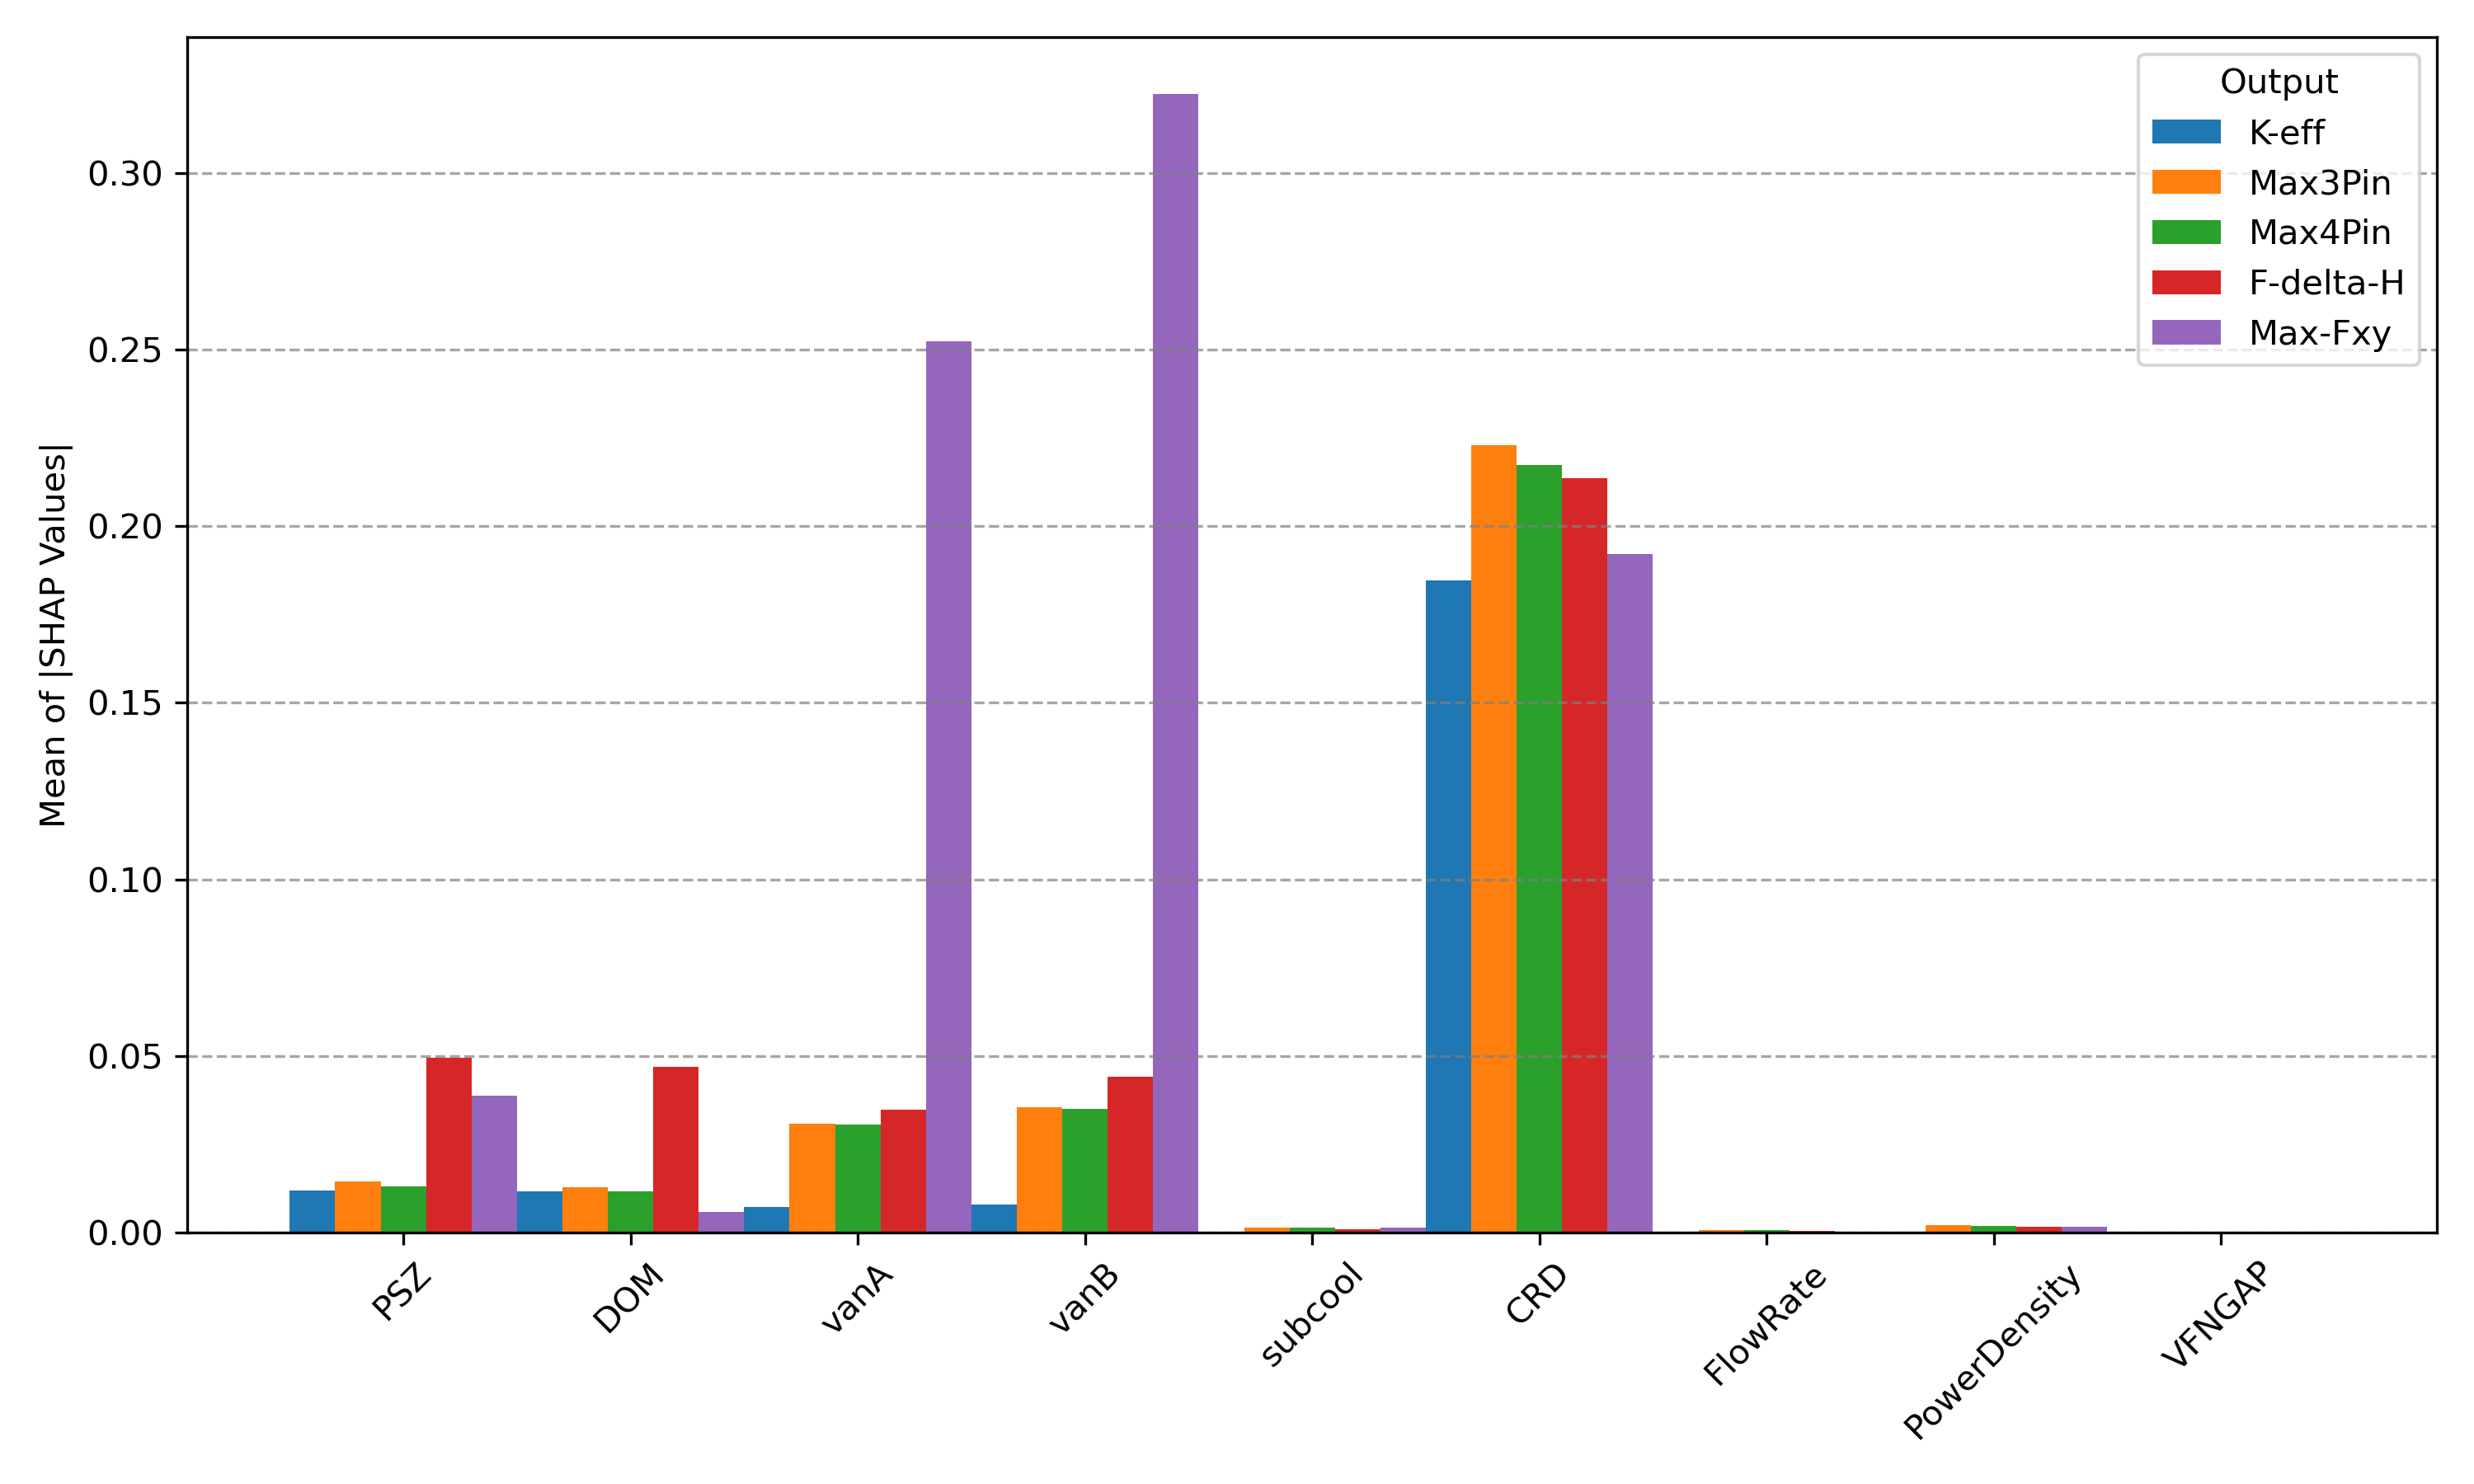 Output
K-eff
Max3Pin
Max4Pin
F-delta-H
Max-Fxy
Mean of |SHAP Values|
0.30
0.25
0.20
0.15
0.10
0.05
0.00
PSZ
DOM
vanA
vanB
subcool
CRD
FlowRate
PowerDensity
VFNGAP